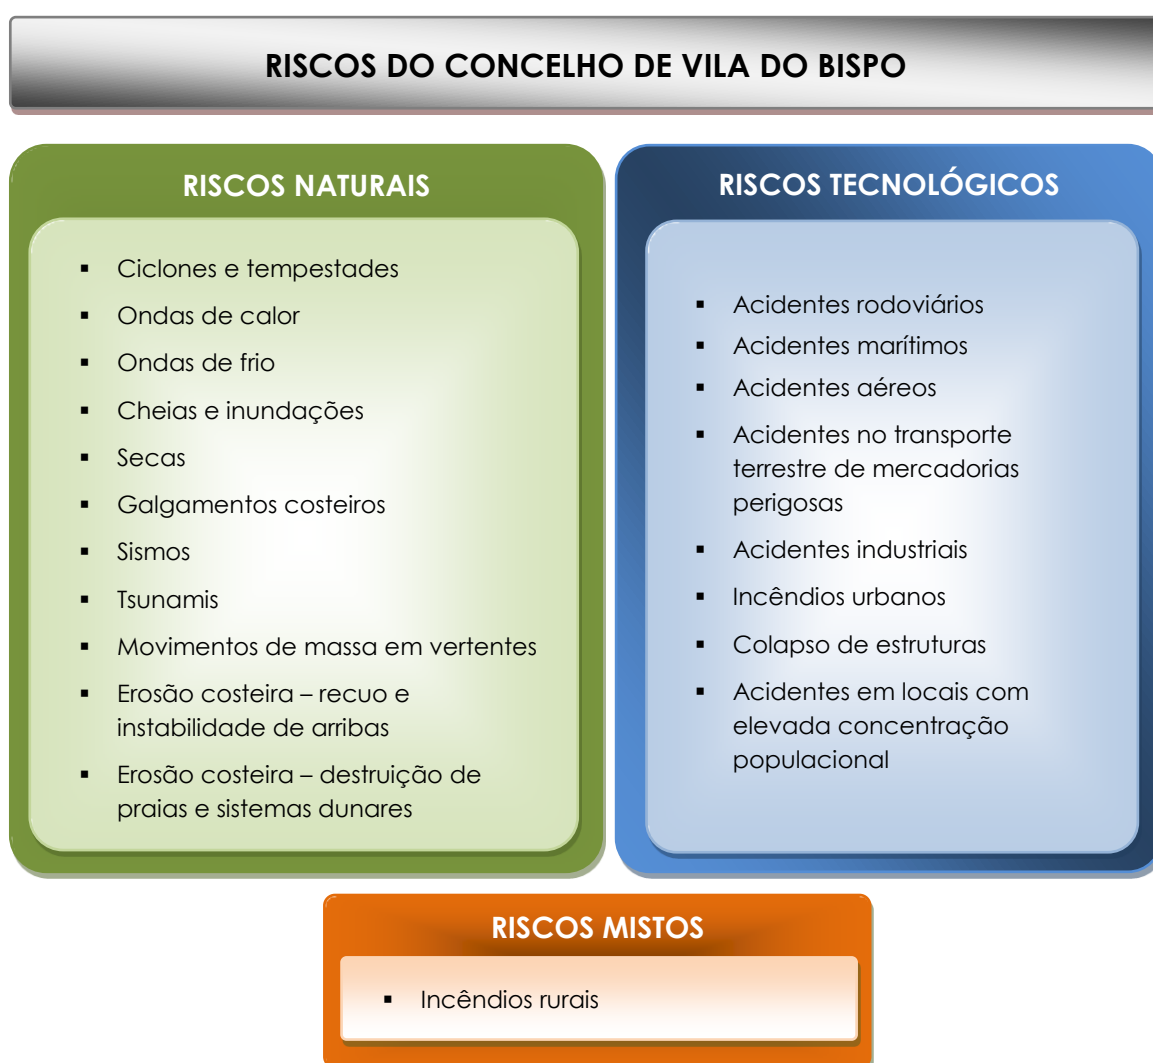 RISCOS DO CONCELHO DE VILA DO BISPO
RISCOS NATURAIS
▪ Ciclones e tempestades
▪ Ondas de calor
▪ Ondas de frio
▪ Cheias e inundações
▪ Secas
▪ Galgamentos costeiros
▪ Sismos
▪ Tsunamis
▪ Movimentos de massa em vertentes
▪ Erosão costeira – recuo e
instabilidade de arribas
▪ Erosão costeira – destruição de
praias e sistemas dunares
RISCOS TECNOLÓGICOS
▪ Acidentes rodoviários
▪ Acidentes marítimos
▪ Acidentes aéreos
▪ Acidentes no transporte
terrestre de mercadorias
perigosas
▪ Acidentes industriais
▪ Incêndios urbanos
▪ Colapso de estruturas
▪ Acidentes em locais com
elevada concentração
populacional
RISCOS MISTOS
▪ Incêndios rurais